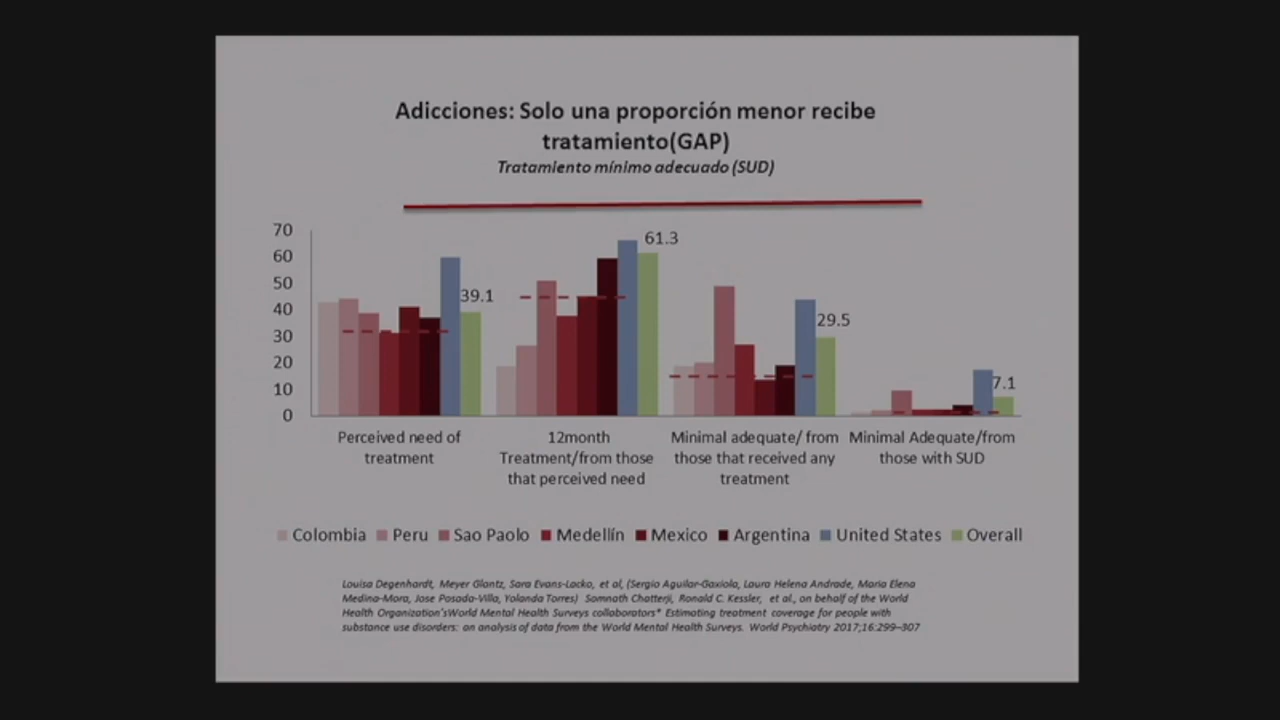 Adicciones: Solo una proporción menor recibe
tratamiento(GAP)
Tratamiento mínimo adecuado (SUD)
70
60
50
40
30
20
10
0
39.1
61.3
29.5
7.1
Perceived need of
treatment
12month
Treatment/from those
that perceived need
Minimal adequate/ from
those that received any
treatment
Minimal Adequate/from
those with SUD
Colombia Peru Sao Paolo Medellín Mexico Argentina United States Overall
Louisa Degenhardt, Meyer Glantz, Sara Evans-Lacko, et al, (Sergio Aguilar-Gaxiola, Laura Helena Andrade, Maria Elena
Medina-Mora, Jose Posada-Villa, Yolanda Torres) Somnath Chatterji, Ronald C. Kessler, et al., on behalf of the World
Health Organization'sWorld Mental Health Surveys collaborators* Estimating treatment coverage for people with
substance use disorders: an analysis of data from the World Mental Health Surveys. World Psychiatry 2017;16:299–307